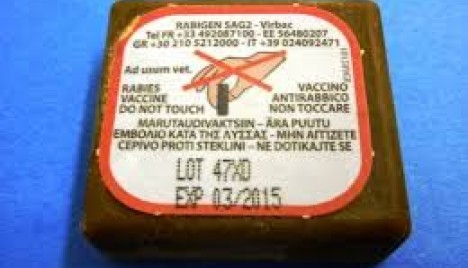 RABIGEN SAG2 - Virbac
Tel FR +33 492087100 - EE 56480207
GR +30 210 5212000 - IT +39 024092471
Ad usum vet.
RABIES
VACCINE
DO NOT TOUCH
VACCINO
ANTIRABBICO
NON TOCCARE
MARUTAUDIVAKTSIIN – ÄRA PUUTU
ΕΜΒΟΛΙΟ ΚΑΤΑ ΤΗΣ ΛΥΣΣΑΣ - ΜΗΝ ΑΓΓΙΖΕΤΕ
CEPIVO PROTI STEKLINI – NE DOTIKAJTE SE
LOT 47XD
EXP 03/2015